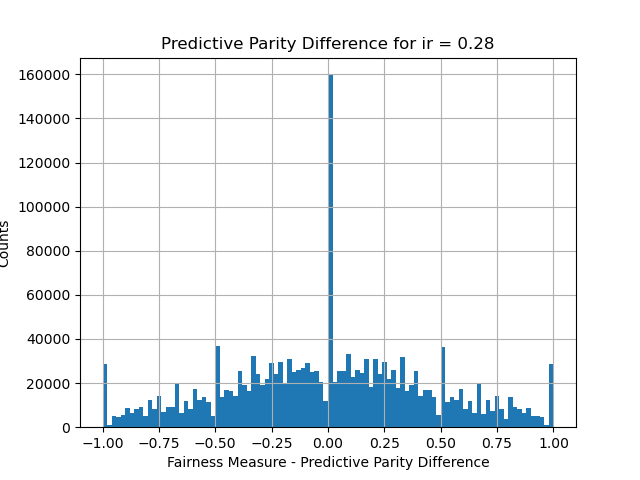 Predictive Parity Difference for ir = 0.28
160000
140000
120000
100000
80000
60000
40000
20000
0
Counts
−1.00 −0.75 −0.50 −0.25 0.00 0.25 0.50 0.75 1.00
Fairness Measure - Predictive Parity Difference